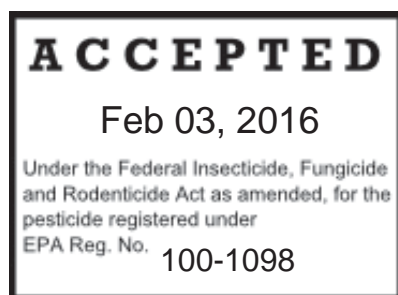 ACCEPTED
Feb 03, 2016
Under the Federal Insecticide, Fungicide
and Rodenticide Act as amended, for the
pesticide registered under
EPA Reg. No. 100-1098